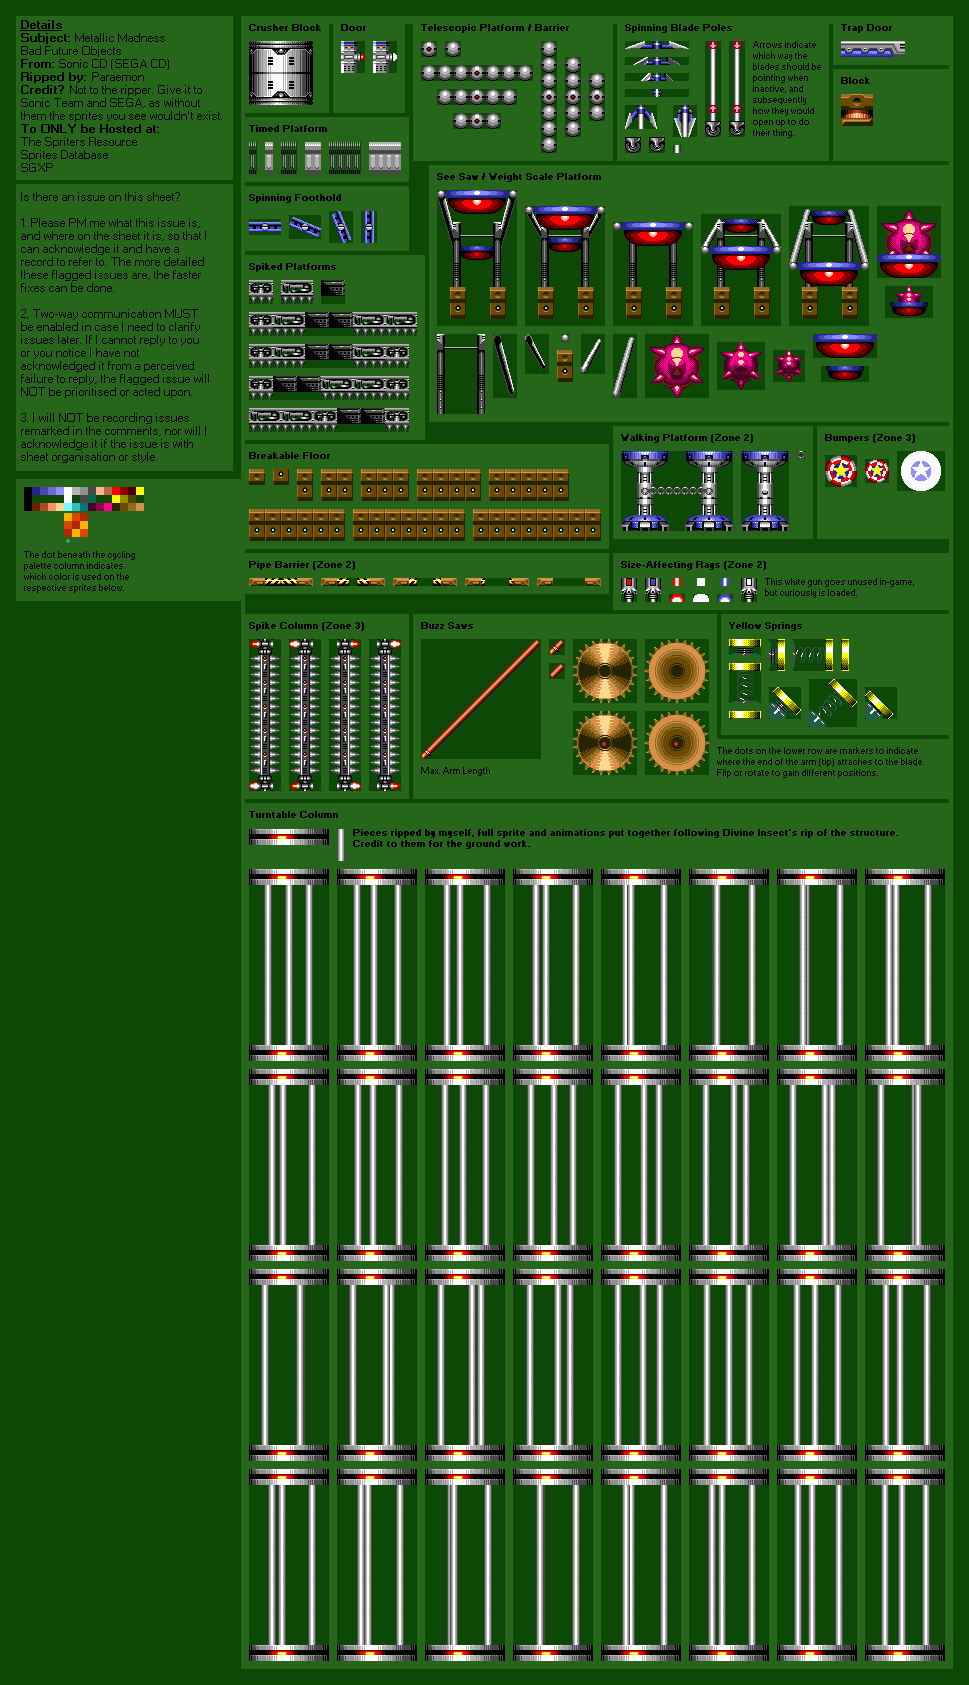 Details
Subject: Metallic Madness
Bad Future Objects
From: Sonic CD (SEGA CD)
Ripped by: Paraemon
Credit? Not to the ripper. Give it to
Sonic Team and SEGA, as without
them the sprites you see wouldn't exist.
To ONLY be Hosted at:
The Spriters Resource
Sprites Database
SGXP
Is there an issue on this sheet?
1. Please PM me what this issue is,
and where on the sheet it is, so that I
can acknowledge it and have a
record to refer to. The more detailed
these flagged issues are, the faster
fixes can be done.
2, Two-way communication MUST
be enabled in case I need to clarify
issues later. If I cannot reply to you
or you notice I have not
acknowledged it from a perceived
failure to reply, the flagged issue will
NOT be prioritised or acted upon.
3. I will NOT be recording issues
remarked in the comments, nor will I
acknowledge it if the issue is with
sheet organisation or style.
The dot beneath the cycling
palette column indicates
which color is used on the
respective sprites below.
Crusher Block
Door
Telescopic Platform / Barrier
Spinning Blade Poles
Arrows indicate
which way the
blades should be
pointing when
inactive, and
subsequently
how they would
open up to do
their thing.
Trap Door
Block
Timed Platform
Spinning Foothold
See Saw / Weight Scale Platform
Spiked Platforms
Breakable Floor
Walking Platform (Zone 2)
Bumpers (Zone 3)
Pipe Barrier (Zone 2)
Size-Affecting Rays (Zone 2)
This white gun goes unused in-game,
but curiously is loaded.
Spike Column (Zone 3)
Buzz Saws
Max. Arm Length
Yellow Springs
The dots on the lower row are markers to indicate
where the end of the arm (tip) attaches to the blade.
Flip or rotate to gain different positions.
Turntable Column
Pieces ripped by myself, full sprite and animations put together following Divine Insect's rip of the structure.
Credit to them for the ground work.